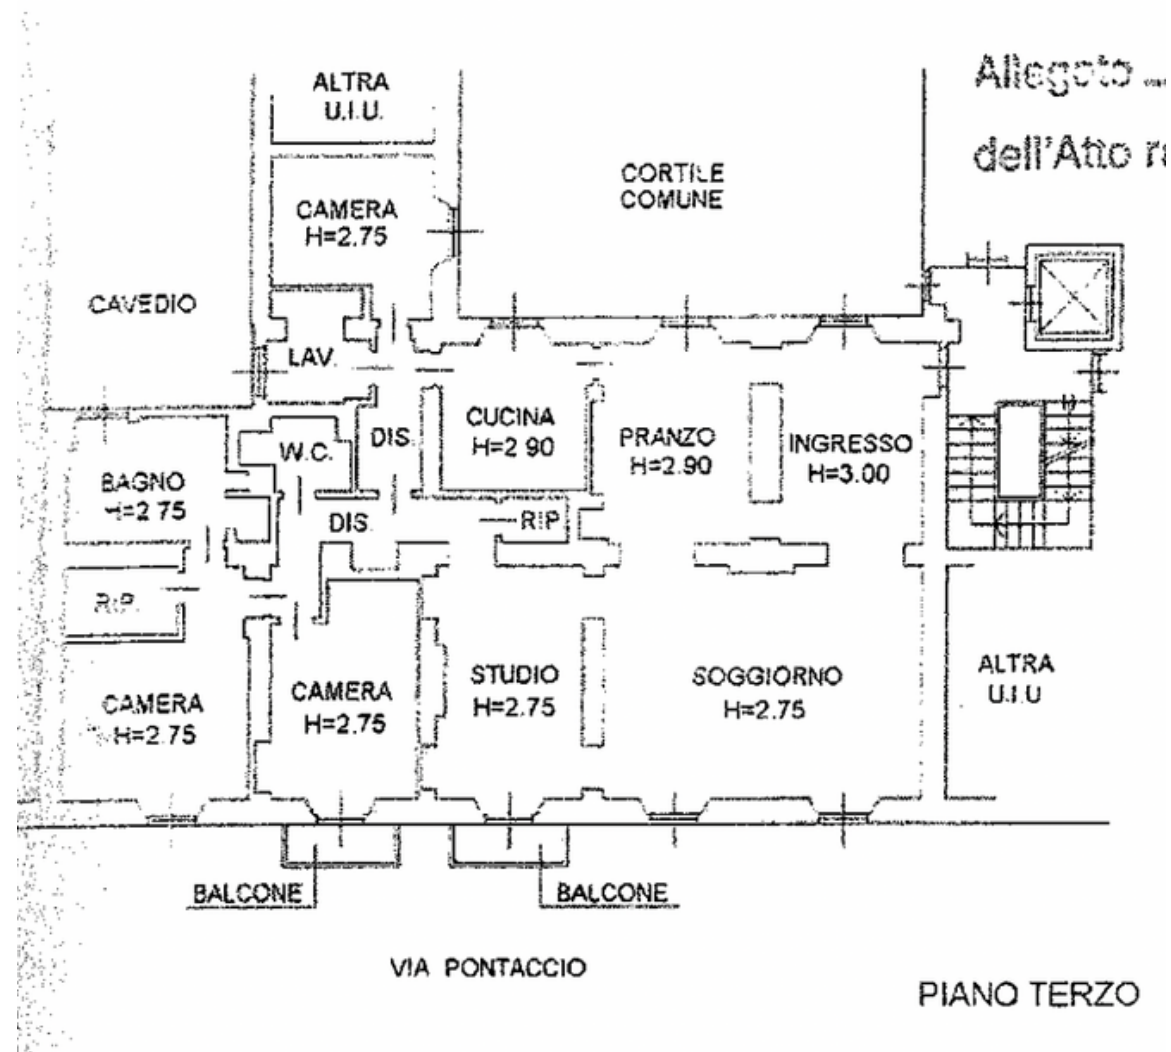 Allegato
dell'Atto
ALTRA
U.I.U.
CORTILE
COMUNE
CAMERA
H=2.75
CAVEDIO
LAV.
CUCINA
H=2.90
DIS.
PRANZO
H=2.90
INGRESSO
H=3.00
W.C.
BAGNO
H=2.75
DIS.
RIP.
RIP.
CAMERA
H=2.75
CAMERA
H=2.75
STUDIO
H=2.75
SOGGIORNO
H=2.75
ALTRA
U.I.U
BALCONE
BALCONE
VIA PONTACCIO
PIANO TERZO